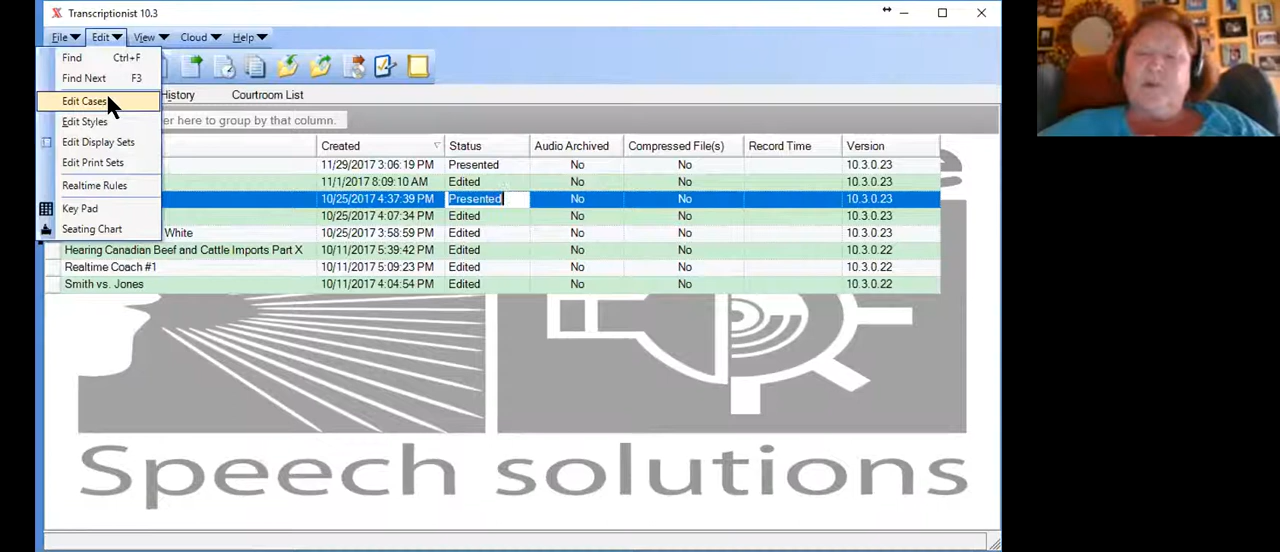 Transcriptionist 10.3
File Edit View Cloud Help
Find Ctrl+F
Find Next F3
Edit Cases
Edit Styles
Edit Display Sets
Edit Print Sets
Realtime Rules
Key Pad
Seating Chart
History Courtroom List
er here to group by that column.
Created Status Audio Archived Compressed File(s) Record Time Version
11/29/2017 3:06:19 PM Presented No No 10.3.0.23
11/1/2017 8:09:10 AM Edited No No 10.3.0.23
10/25/2017 4:37:39 PM Presented No No 10.3.0.23
10/25/2017 4:07:34 PM Edited No No 10.3.0.23
White 10/25/2017 3:58:59 PM Edited No No 10.3.0.23
Hearing Canadian Beef and Cattle Imports Part X 10/11/2017 5:39:42 PM Edited No No 10.3.0.22
Realtime Coach #1 10/11/2017 5:09:23 PM Edited No No 10.3.0.22
Smith vs. Jones 10/11/2017 4:04:54 PM Edited No No 10.3.0.22
Speech solutions